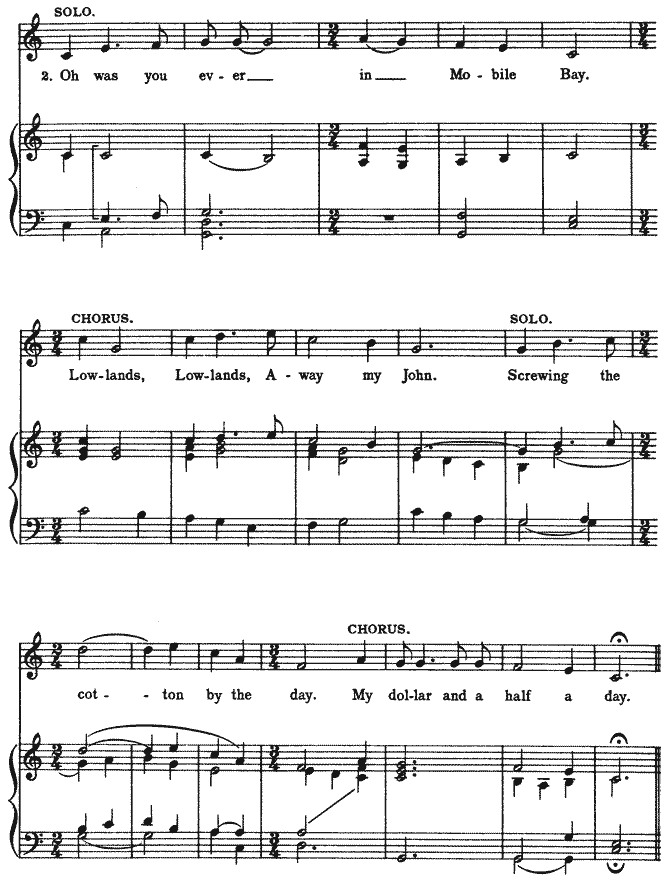 SOLO.
2. Oh was you ev - er___ in___ Mo - bile Bay.
CHORUS. SOLO.
Low-lands, Low-lands, A - way my John. Screwing the
CHORUS.
cot - - ton by the day. My dol-lar and a half a day.